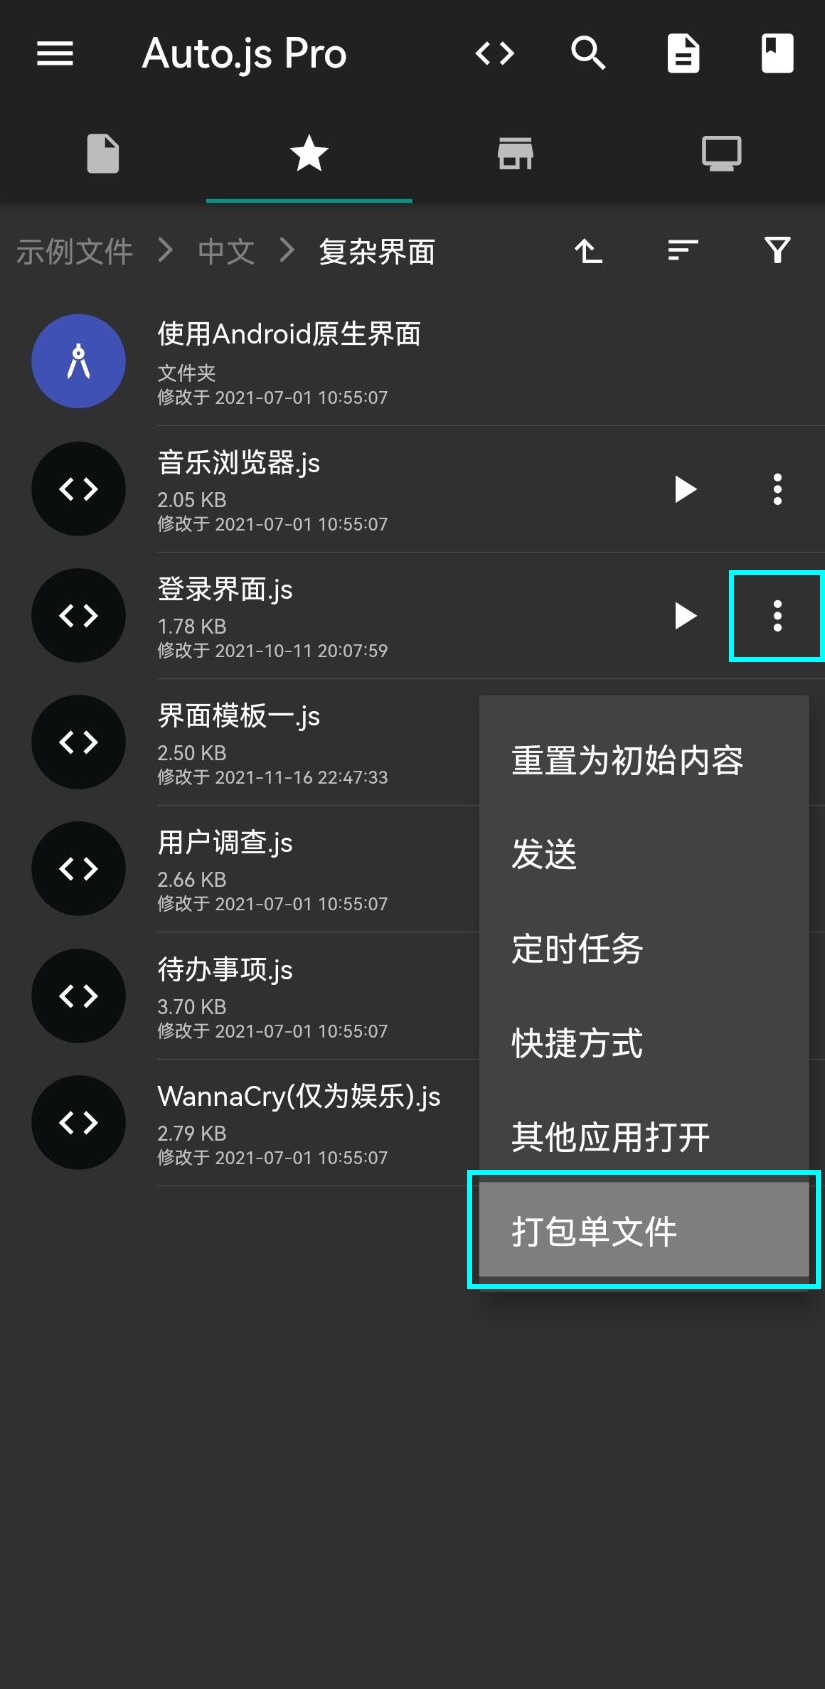 Auto.js Pro
示例文件 > 中文 > 复杂界面
使用Android原生界面
文件夹
修改于 2021-07-01 10:55:07
音乐浏览器.js
2.05 KB
修改于 2021-07-01 10:55:07
登录界面.js
1.78 KB
修改于 2021-10-11 20:07:59
界面模板一.js
2.50 KB
修改于 2021-11-16 22:47:33
用户调查.js
2.66 KB
修改于 2021-07-01 10:55:07
待办事项.js
3.70 KB
修改于 2021-07-01 10:55:07
WannaCry(仅为娱乐).js
2.79 KB
修改于 2021-07-01 10:55:07
重置为初始内容
发送
定时任务
快捷方式
其他应用打开
打包单文件